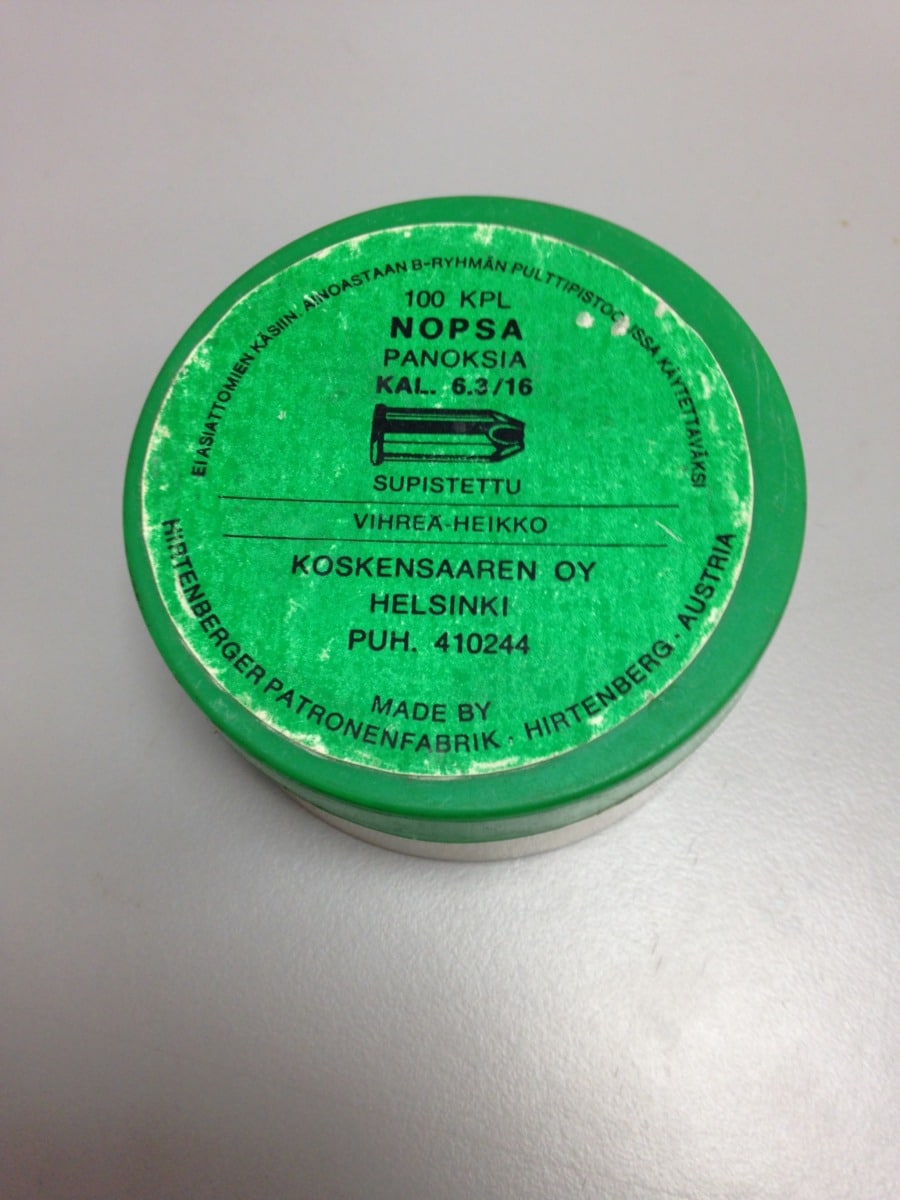 EI ASIATTOMIEN KÄSIIN. AINOASTAAN B-RYHMÄN KÄYTETTÄVÄKSI
100 KPL
NOPSA
PANOKSIA
KAL. 6.3/16
SUPISTETTU
VIHREÄ-HEIKKO
KOSKENSAAREN OY
HELSINKI
PUH. 410244
MADE BY
HIRTENBERGER PATRONENFABRIK · HIRTENBERG · AUSTRIA